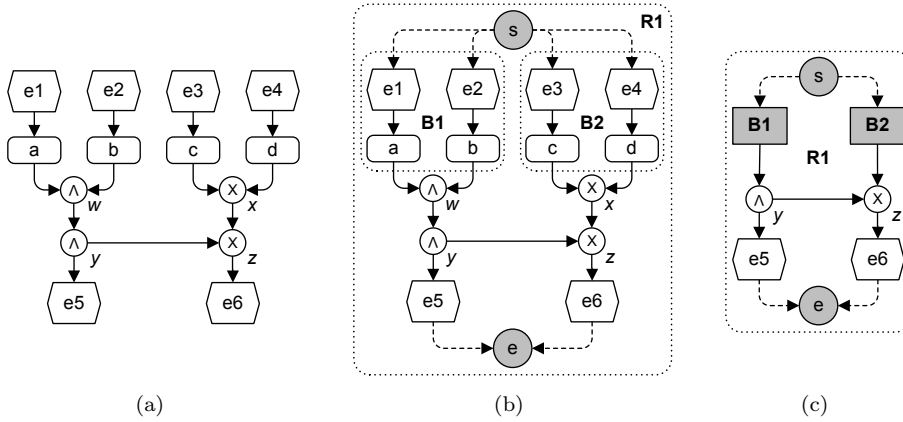 e1 e2 e3 e4
a b c d
∧ X
w x
∧ X
y z
e5 e6
(a)
s R1
e1 e2 e3 e4
B1 B2
a b c d
∧ X
w x
∧ X
y z
e5 e6
e
(b)
s
B1 B2
R1
∧ X
y z
e5 e6
e
(c)